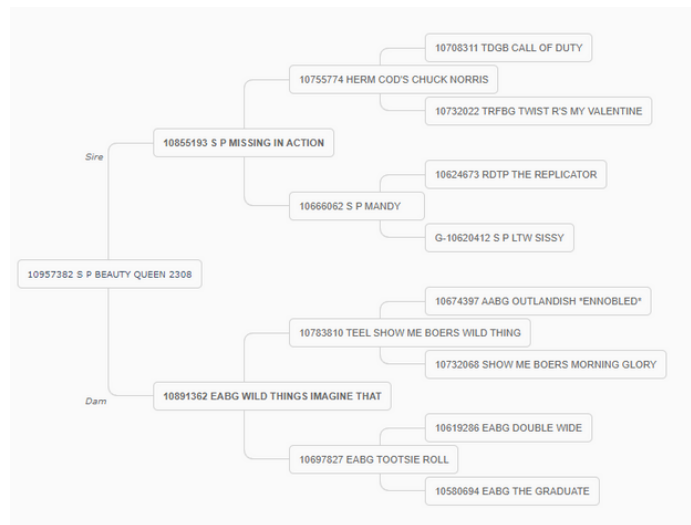 10708311 TDGB CALL OF DUTY
10755774 HERM COD'S CHUCK NORRIS
10732022 TRFBG TWIST R'S MY VALENTINE
10855193 S P MISSING IN ACTION
Sire
10624673 RDTP THE REPLICATOR
10666062 S P MANDY
G-10620412 S P LTW SISSY
10957382 S P BEAUTY QUEEN 2308
10674397 AABG OUTLANDISH *ENNOBLED*
10783810 TEEL SHOW ME BOERS WILD THING
10732068 SHOW ME BOERS MORNING GLORY
10891362 EABG WILD THINGS IMAGINE THAT
Dam
10619286 EABG DOUBLE WIDE
10697827 EABG TOOTSIE ROLL
10580694 EABG THE GRADUATE